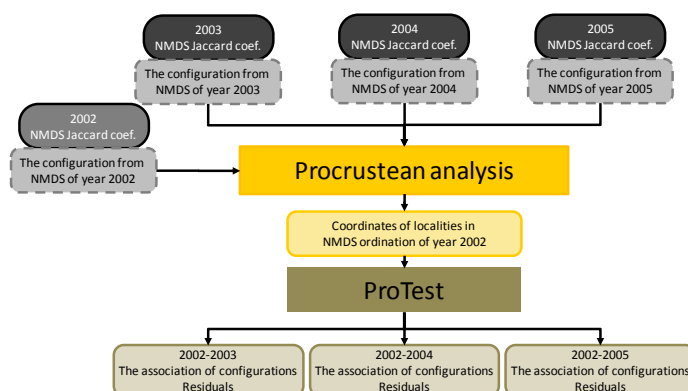 2003
NMDS Jaccard coef.
The configuration from
NMDS of year 2003
2004
NMDS Jaccard coef.
The configuration from
NMDS of year 2004
2005
NMDS Jaccard coef.
The configuration from
NMDS of year 2005
2002
NMDS Jaccard coef.
The configuration from
NMDS of year 2002
Procrustean analysis
Coordinates of localities in
NMDS ordination of year 2002
ProTest
2002-2003
The association of configurations
Residuals
2002-2004
The association of configurations
Residuals
2002-2005
The association of configurations
Residuals